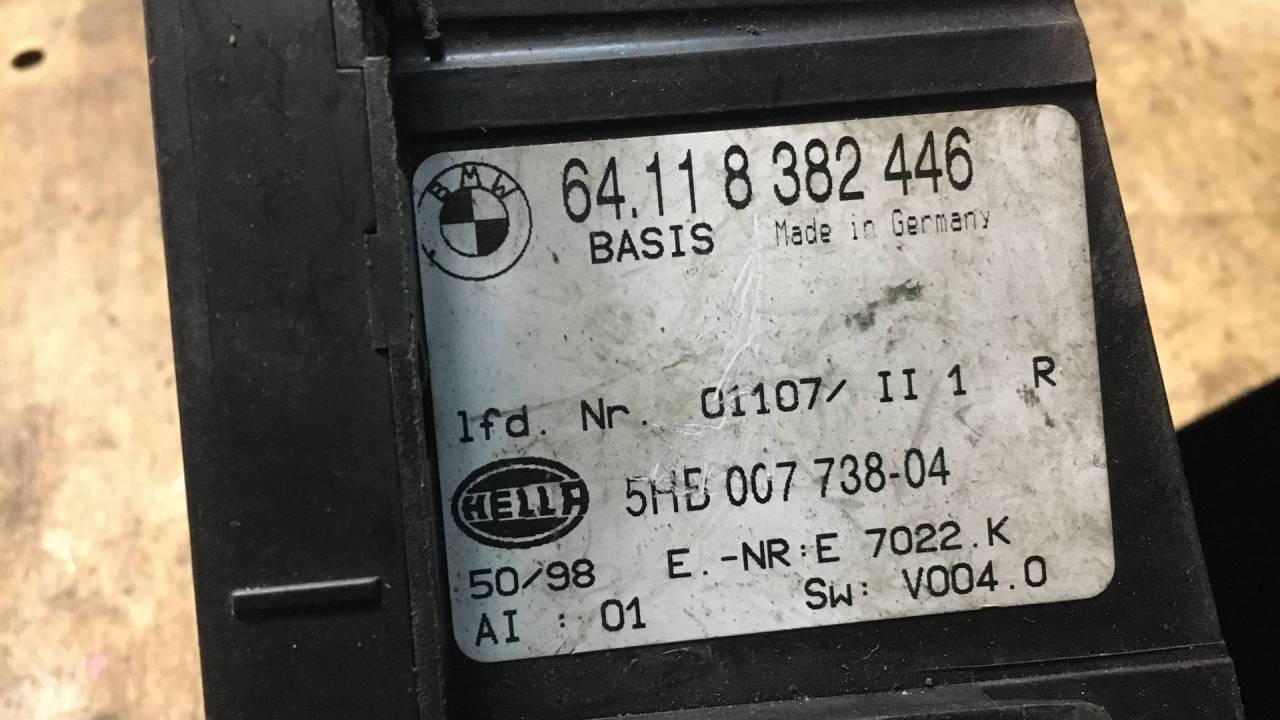 BMW
64.11 8 382 446
BASIS Made in Germany
lfd. Nr. 01107/ II 1 R
HELLA 5HB 007 738-04
50/98 E.-NR:E 7022.K
AI : 01 Sw: V004.0